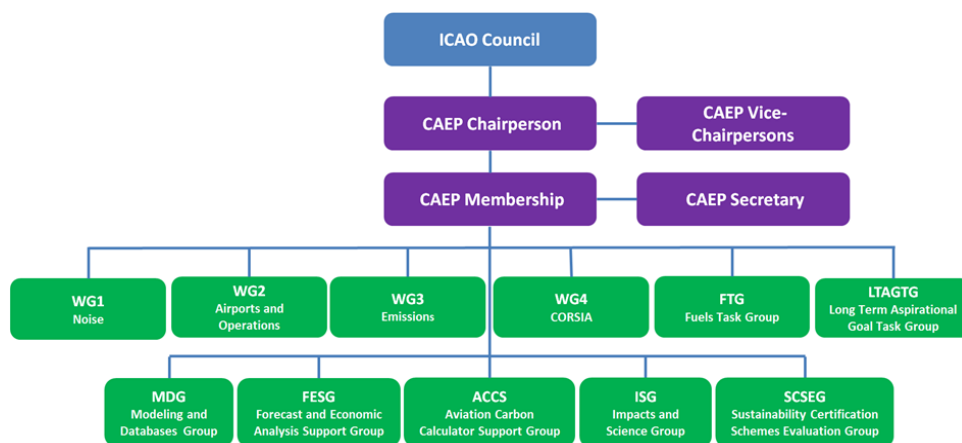 ICAO Council
CAEP Chairperson
CAEP Vice-
Chairpersons
CAEP Membership
CAEP Secretary
WG1
Noise
WG2
Airports and
Operations
WG3
Emissions
WG4
CORSIA
FTG
Fuels Task Group
LTAGTG
Long Term Aspirational
Goal Task Group
MDG
Modeling and
Databases Group
FESG
Forecast and Economic
Analysis Support Group
ACCS
Aviation Carbon
Calculator Support Group
ISG
Impacts and
Science Group
SCSEG
Sustainability Certification
Schemes Evaluation Group